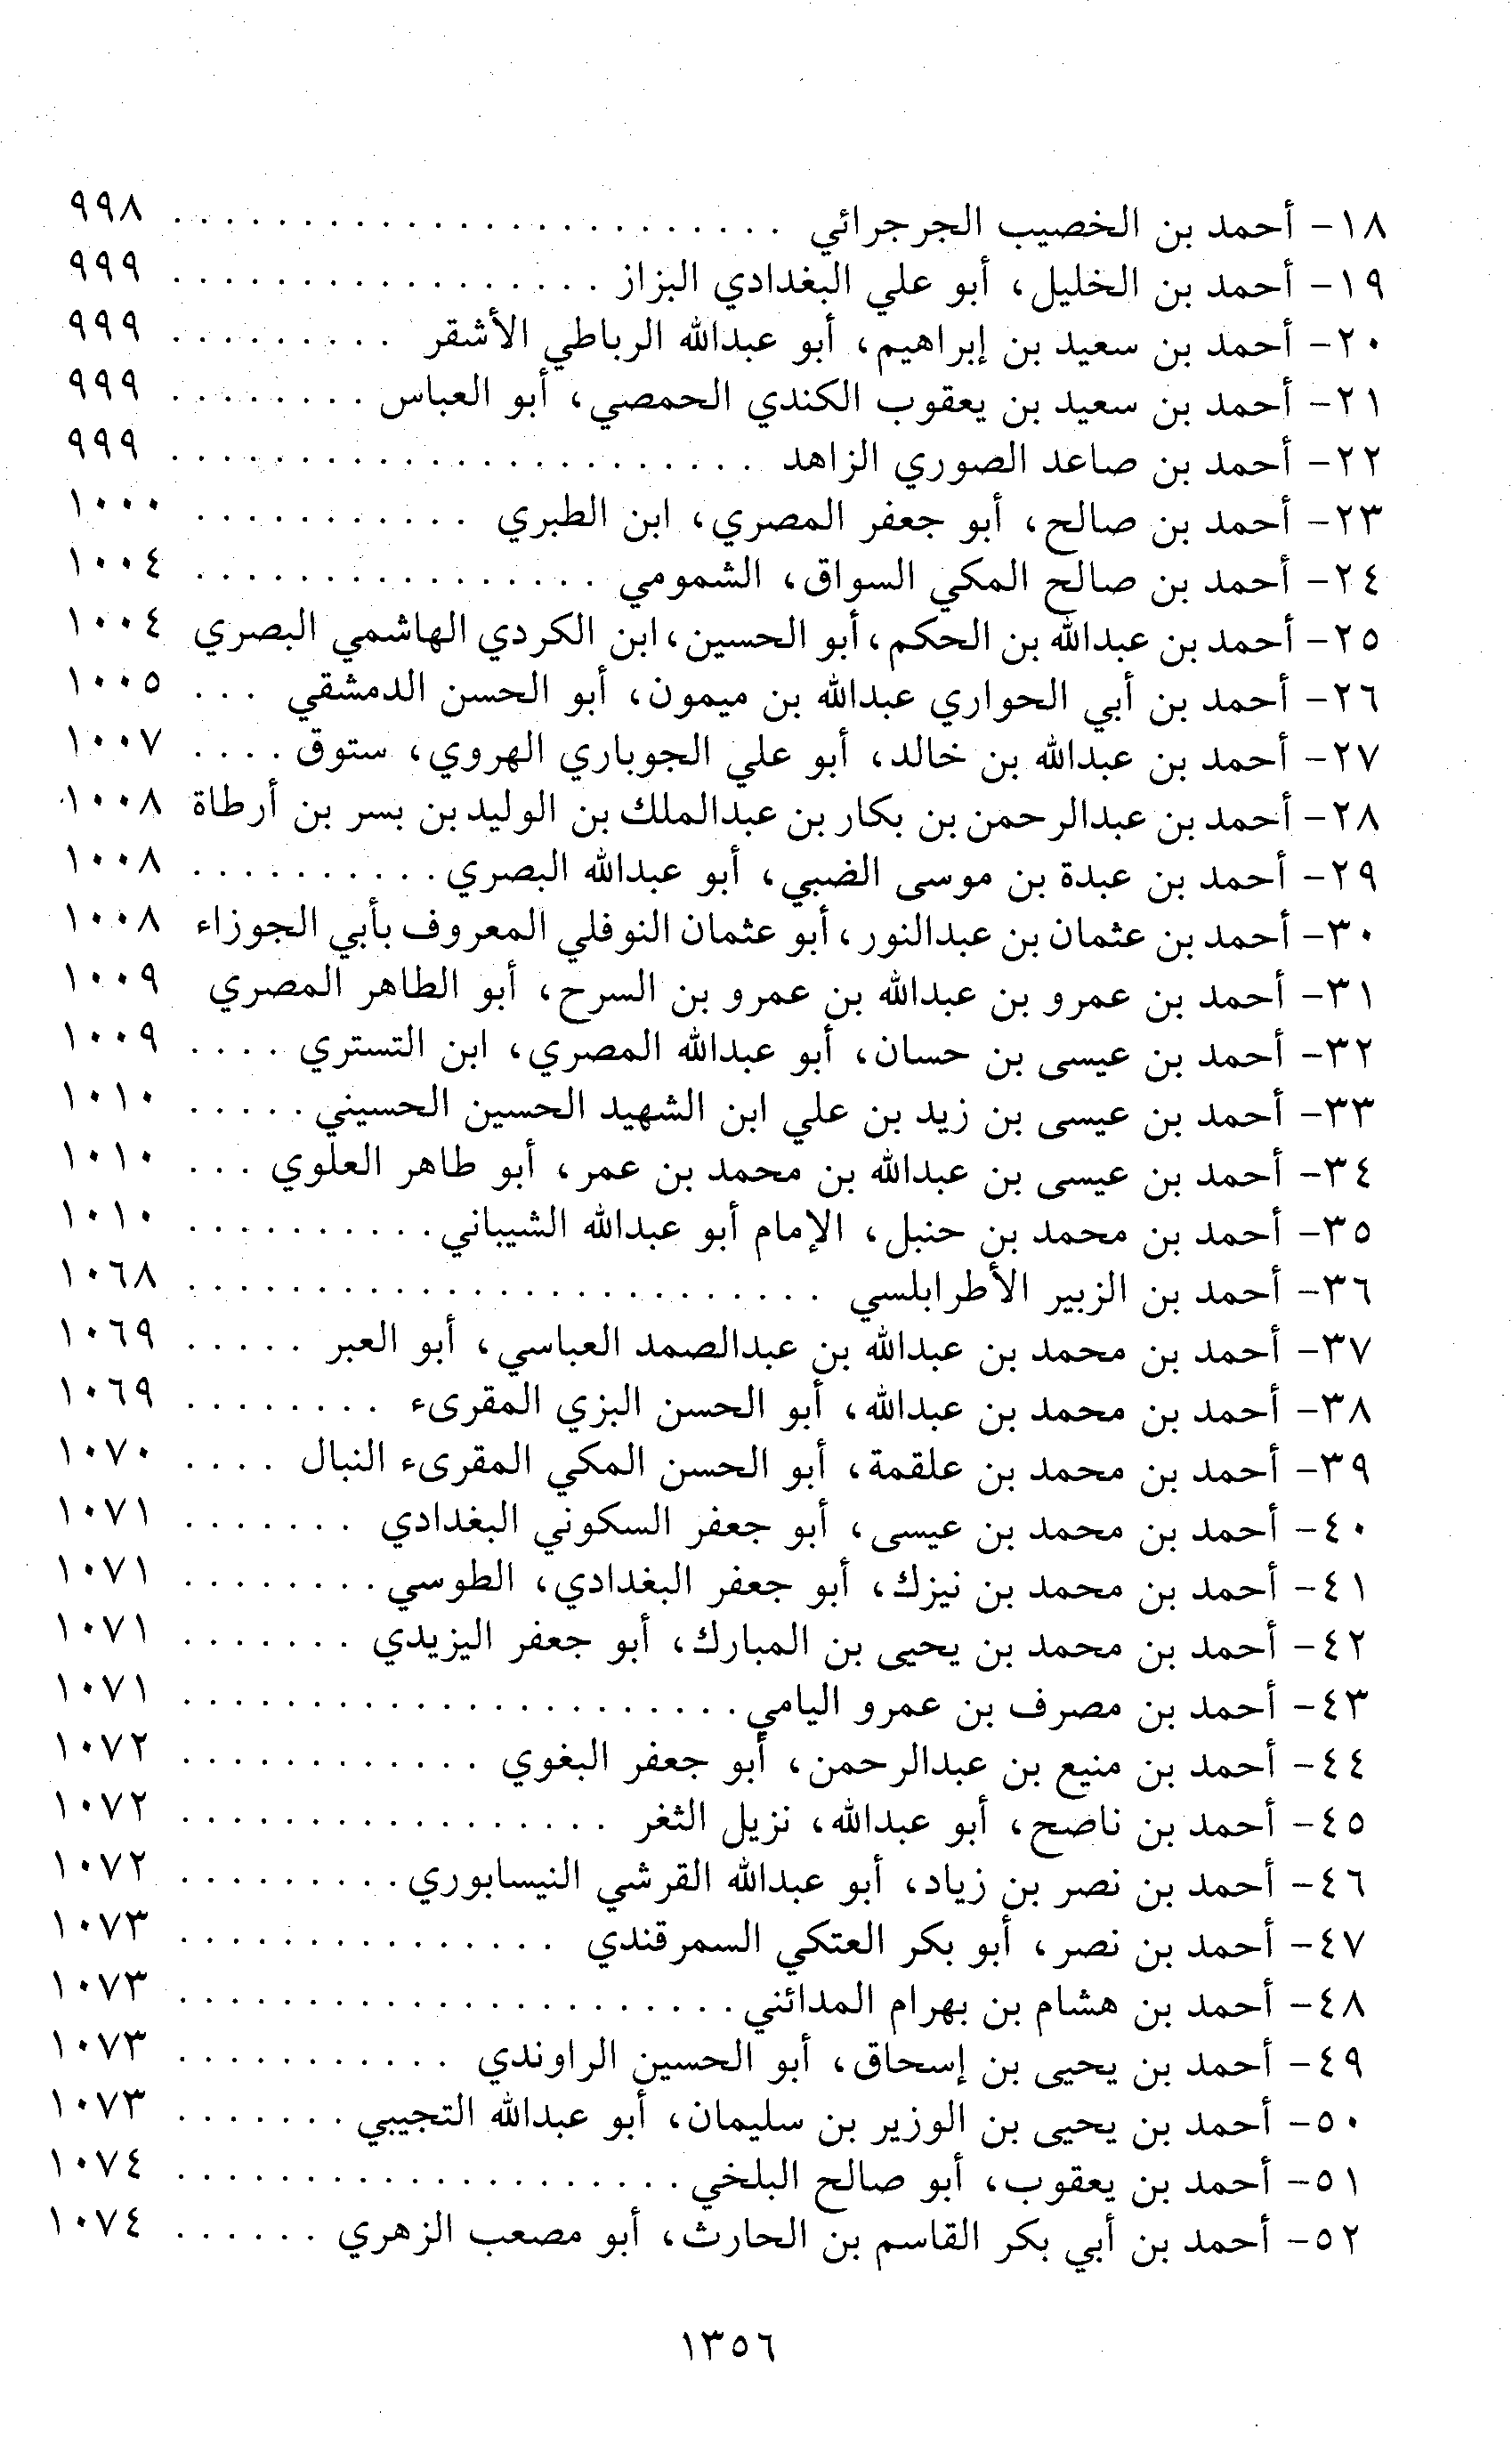 ١٨- أحمد بن الخصيب الجرجرائي . . . . . . . . . . . . . . . . . . . . . . . . ٩٩٨
١٩- أحمد بن الخليل، أبو علي البغدادي البزاز . . . . . . . . . . . . . . . . . ٩٩٩
٢٠- أحمد بن سعيد بن إبراهيم، أبو عبدالله الرباطي الأشقر . . . . . . . . . ٩٩٩
٢١- أحمد بن سعيد بن يعقوب الكندي الحمصي، أبو العباس . . . . . . . . ٩٩٩
٢٢- أحمد بن صاعد الصوري الزاهد . . . . . . . . . . . . . . . . . . . . . . . ٩٩٩
٢٣- أحمد بن صالح، أبو جعفر المصري، ابن الطبري . . . . . . . . . . . ١٠٠٠
٢٤- أحمد بن صالح المكي السواق، الشمومي . . . . . . . . . . . . . . . . ١٠٠٤
٢٥- أحمد بن عبدالله بن الحكم، أبو الحسين، ابن الكردي الهاشمي البصري ١٠٠٤
٢٦- أحمد بن أبي الحواري عبدالله بن ميمون، أبو الحسن الدمشقي . . . ١٠٠٥
٢٧- أحمد بن عبدالله بن خالد، أبو علي الجوباري الهروي، ستوق . . . . ١٠٠٧
٢٨- أحمد بن عبدالرحمن بن بكار بن عبدالملك بن الوليد بن بسر بن أرطاة ١٠٠٨
٢٩- أحمد بن عبدة بن موسى الضبي، أبو عبدالله البصري . . . . . . . . . . ١٠٠٨
٣٠- أحمد بن عثمان بن عبدالنور، أبو عثمان النوفلي المعروف بأبي الجوزاء ١٠٠٨
٣١- أحمد بن عمرو بن عبدالله بن عمرو بن السرح، أبو الطاهر المصري ١٠٠٩
٣٢- أحمد بن عيسى بن حسان، أبو عبدالله المصري، ابن التستري . . . . ١٠٠٩
٣٣- أحمد بن عيسى بن زيد بن علي ابن الشهيد الحسين الحسيني . . . . . ١٠١٠
٣٤- أحمد بن عيسى بن عبدالله بن محمد بن عمر، أبو طاهر العلوي . . . ١٠١٠
٣٥- أحمد بن محمد بن حنبل، الإمام أبو عبدالله الشيباني . . . . . . . . . . ١٠١٠
٣٦- أحمد بن الزبير الأطرابلسي . . . . . . . . . . . . . . . . . . . . . . . . . ١٠٦٨
٣٧- أحمد بن محمد بن عبدالله بن عبدالصمد العباسي، أبو العبر . . . . . ١٠٦٩
٣٨- أحمد بن محمد بن عبدالله، أبو الحسن البزي المقرىء . . . . . . . . ١٠٦٩
٣٩- أحمد بن محمد بن علقمة، أبو الحسن المكي المقرىء النبال . . . . ١٠٧٠
٤٠- أحمد بن محمد بن عيسى، أبو جعفر السكوني البغدادي . . . . . . . ١٠٧١
٤١- أحمد بن محمد بن نيزك، أبو جعفر البغدادي، الطوسي . . . . . . . . ١٠٧١
٤٢- أحمد بن محمد بن يحيى بن المبارك، أبو جعفر اليزيدي . . . . . . . ١٠٧١
٤٣- أحمد بن مصرف بن عمرو اليامي . . . . . . . . . . . . . . . . . . . . . . ١٠٧١
٤٤- أحمد بن منيع بن عبدالرحمن، أبو جعفر البغوي . . . . . . . . . . . . ١٠٧٢
٤٥- أحمد بن ناصح، أبو عبدالله، نزيل الثغر . . . . . . . . . . . . . . . . . ١٠٧٢
٤٦- أحمد بن نصر بن زياد، أبو عبدالله القرشي النيسابوري . . . . . . . . . ١٠٧٢
٤٧- أحمد بن نصر، أبو بكر العتكي السمرقندي . . . . . . . . . . . . . . . ١٠٧٣
٤٨- أحمد بن هشام بن بهرام المدائني . . . . . . . . . . . . . . . . . . . . . . ١٠٧٣
٤٩- أحمد بن يحيى بن إسحاق، أبو الحسين الراوندي . . . . . . . . . . . ١٠٧٣
٥٠- أحمد بن يحيى بن الوزير بن سليمان، أبو عبدالله التجيبي . . . . . . . ١٠٧٣
٥١- أحمد بن يعقوب، أبو صالح البلخي . . . . . . . . . . . . . . . . . . . . ١٠٧٤
٥٢- أحمد بن أبي بكر القاسم بن الحارث، أبو مصعب الزهري . . . . . . ١٠٧٤
١٣٥٦